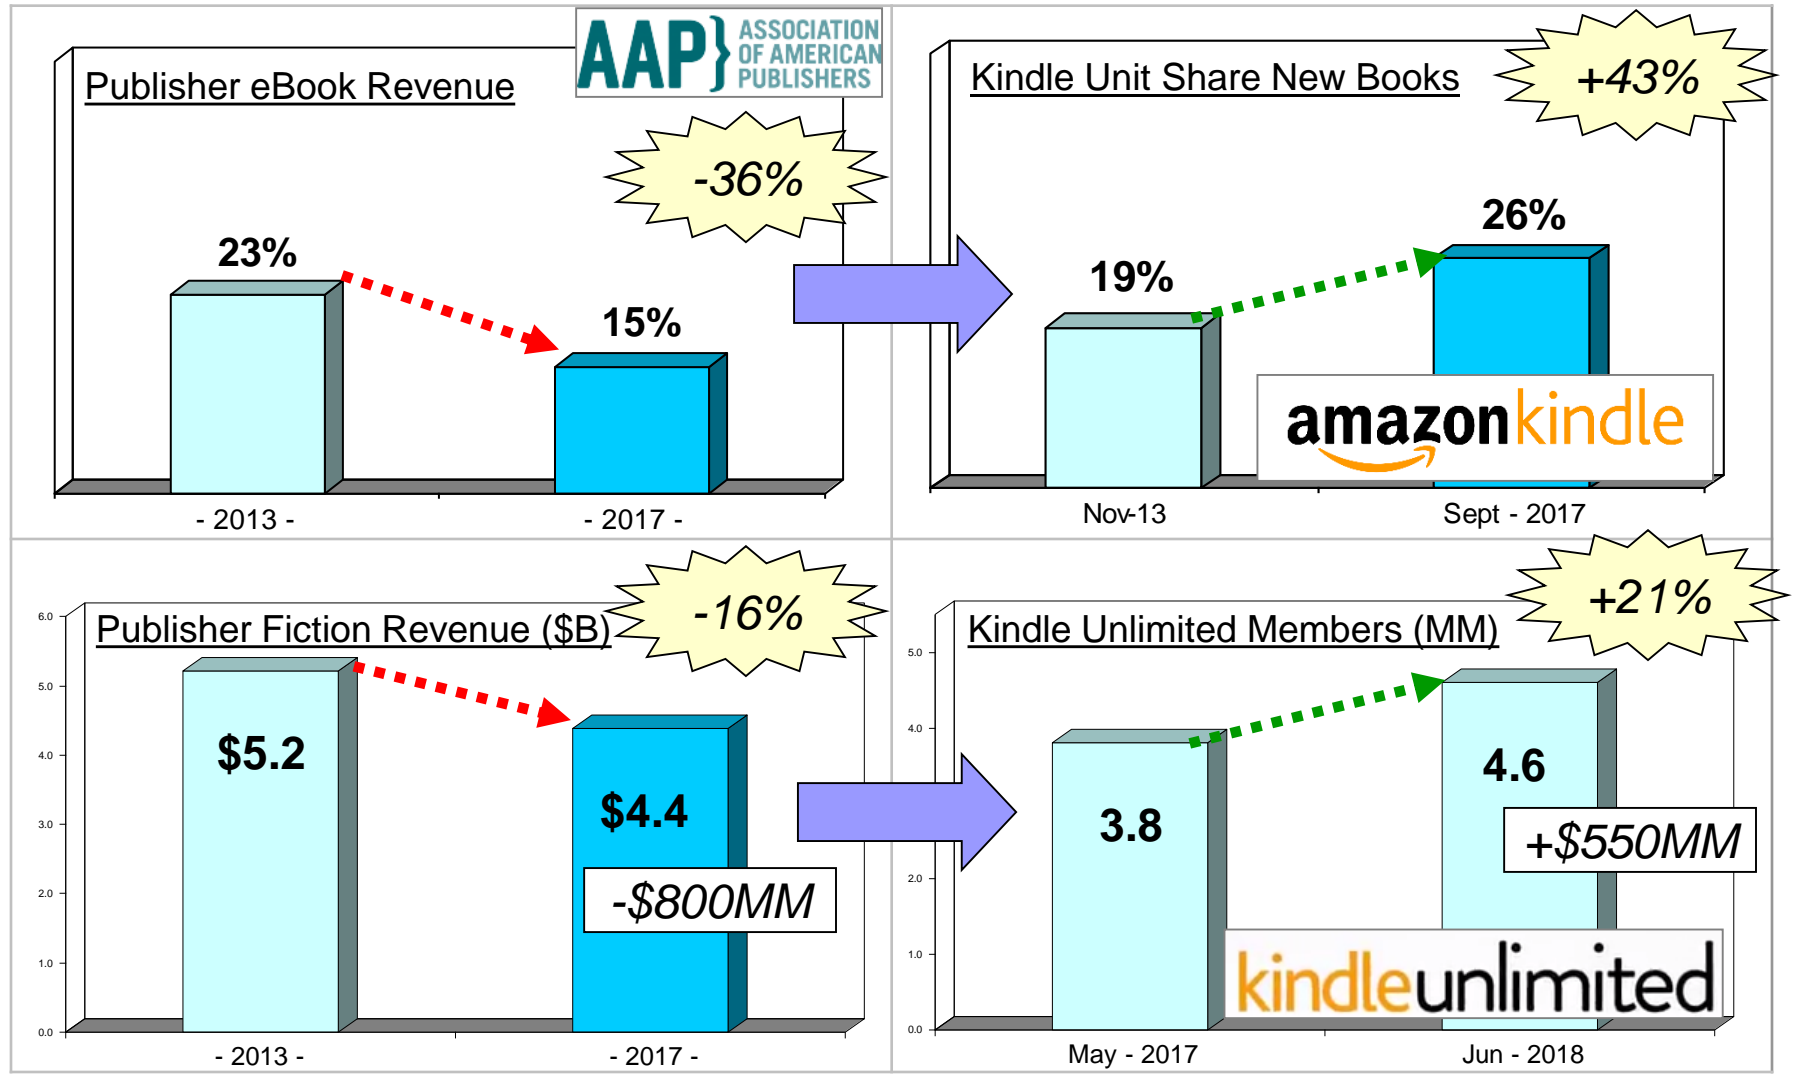 Publisher eBook Revenue
AAP} ASSOCIATION
OF AMERICAN
PUBLISHERS
-36%
23%
15%
- 2013 -
- 2017 -
Kindle Unit Share New Books
+43%
19%
26%
amazonkindle
Nov-13
Sept - 2017
Publisher Fiction Revenue ($B)
-16%
6.0
5.0
4.0
3.0
2.0
1.0
0.0
$5.2
$4.4
-$800MM
- 2013 -
- 2017 -
Kindle Unlimited Members (MM)
+21%
5.0
4.0
2.0
1.0
0.0
3.8
4.6
+$550MM
kindleunlimited
May - 2017
Jun - 2018